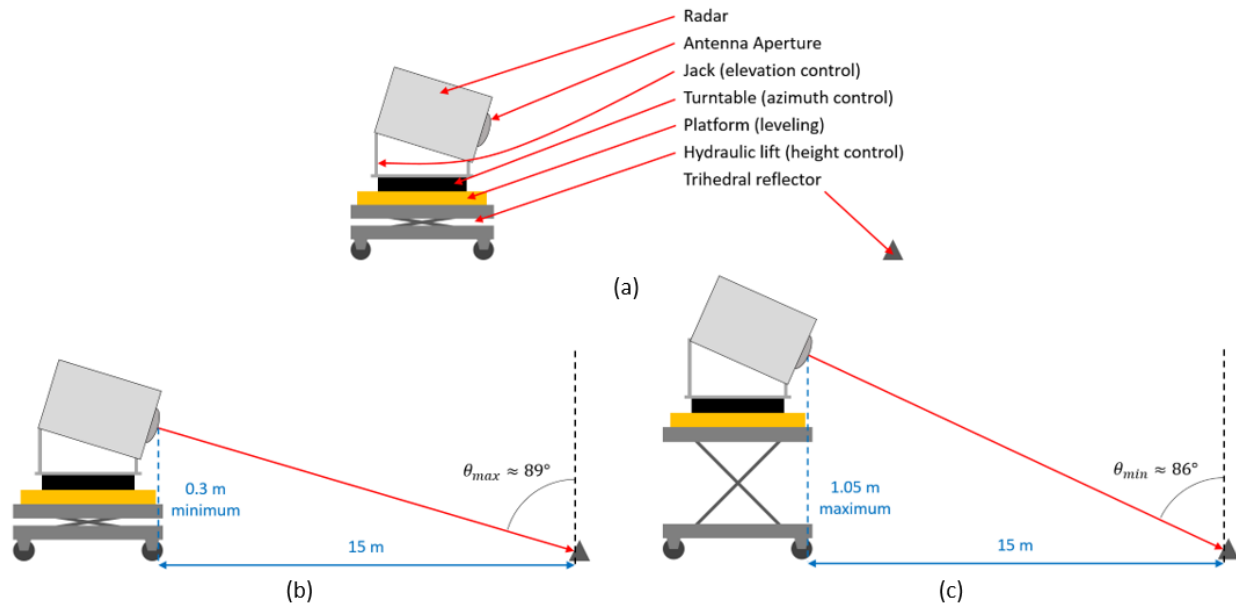 Radar
Antenna Aperture
Jack (elevation control)
Turntable (azimuth control)
Platform (leveling)
Hydraulic lift (height control)
Trihedral reflector
(a)
θmax ≈ 89°
0.3 m
minimum
15 m
(b)
θmin ≈ 86°
1.05 m
maximum
15 m
(c)